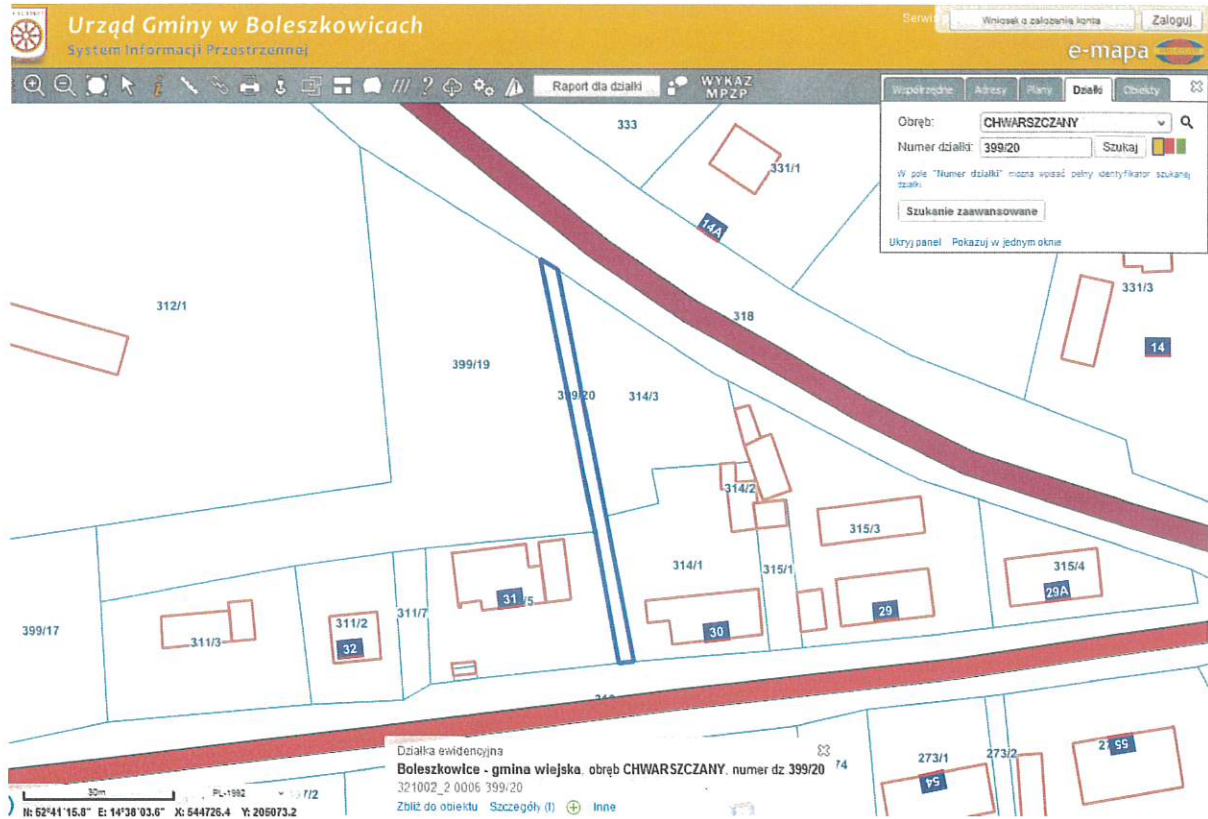 Urząd Gminy w Boleszkowicach
System Informacji Przestrzennej
Wniosek o założenie konta
Zaloguj
e-mapa
Raport dla działki
WYKAZ
MPZP
Współrzędne Adresy Plany Działki Obiekty
Obręb: CHWARSZCZANY
Numer działki: 399/20 Szukaj
W pole "Numer działki" można wpisać pełny identyfikator szukanej
działki
Szukanie zaawansowane
Ukryj panel Pokazuj w jednym oknie
333
331/1
14A
312/1
318
331/3
14
399/19
399/20
314/3
314/2
315/3
314/1
315/1
315/4
29A
31
311/7
311/2
32
311/3
399/17
30
29
273/1
273/2
55
54
Działka ewidencyjna
Boleszkowice - gmina wiejska, obręb CHWARSZCZANY, numer dz 399/20
321002_2 0006 399/20
Zbliż do obiektu Szczegóły (I) Inne
30m
PL-1992
N: 52°41'15.8" E: 14°38'03.6" X: 544726.4 Y: 205073.2